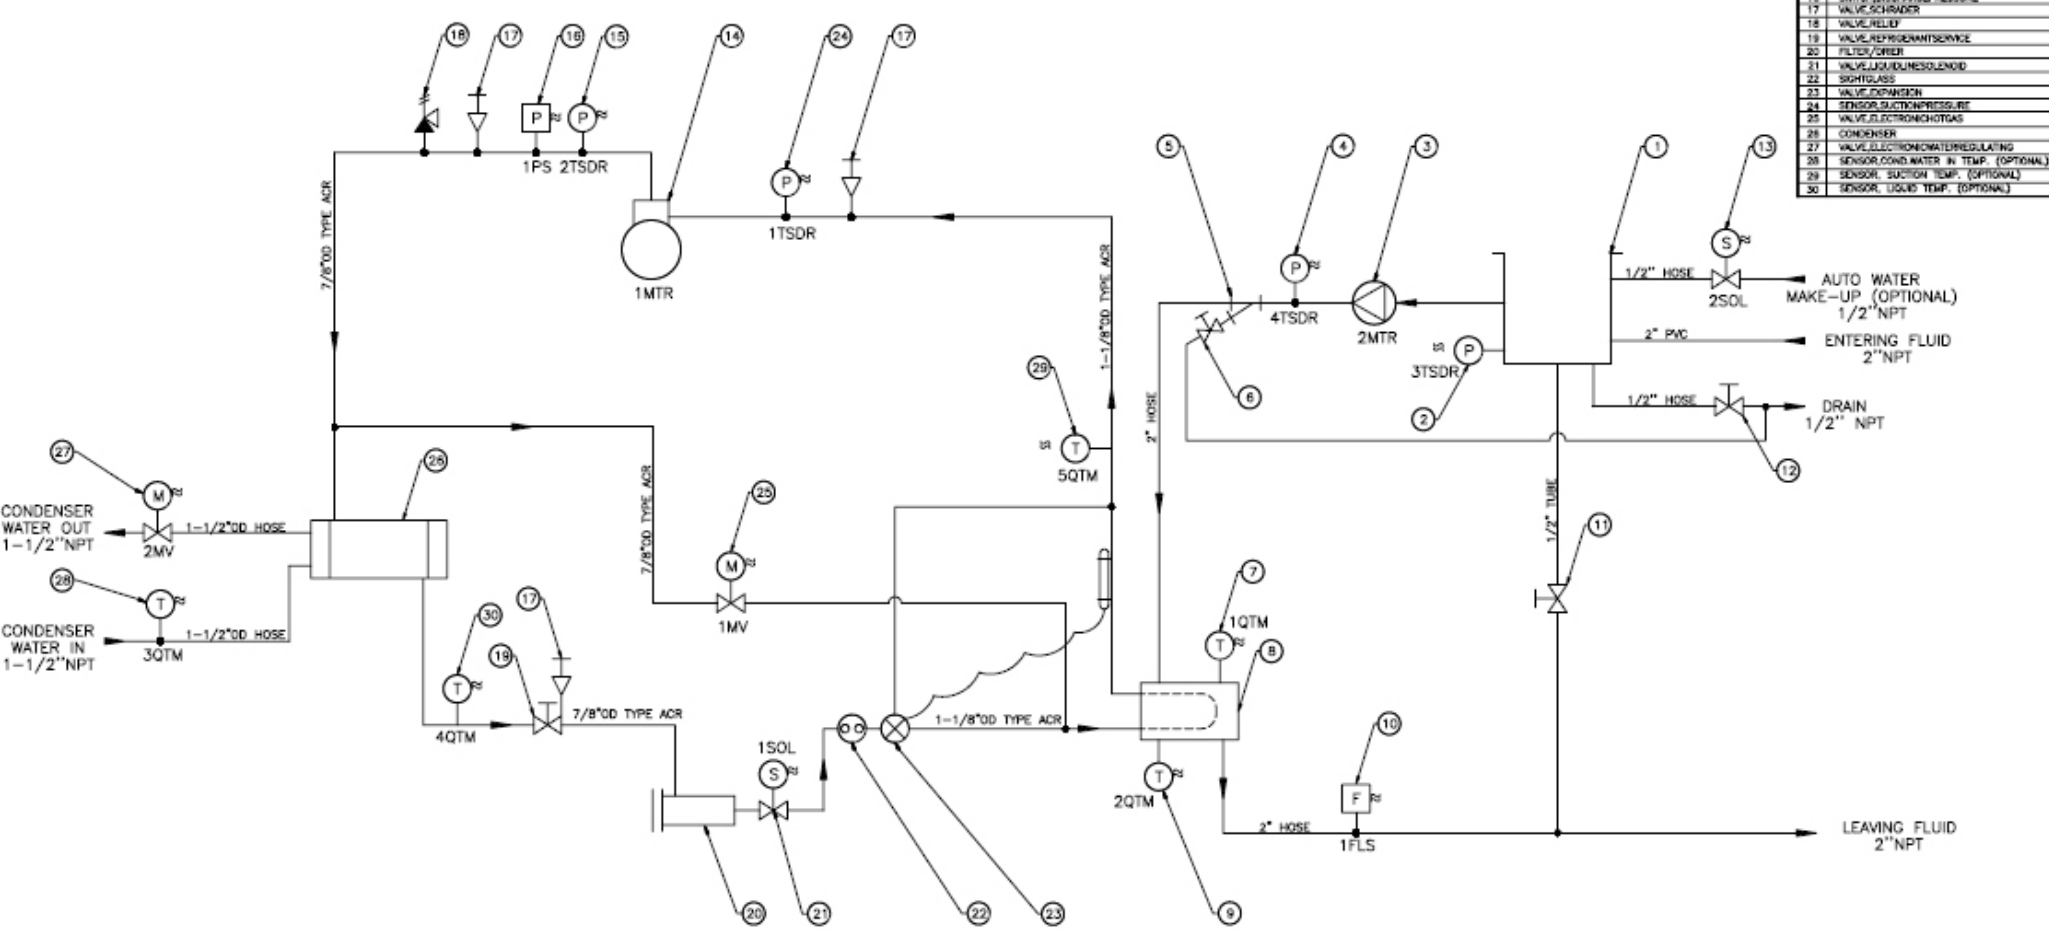 17 VALVE,SCHRADER
18 VALVE,RELIEF
19 VALVE,REFRIGERANTSERVICE
20 FILTER/DRIER
21 VALVE,LIQUIDLINESOLENOID
22 SIGHTGLASS
23 VALVE,EXPANSION
24 SENSOR,SUCTIONPRESSURE
25 VALVE,ELECTRONICHOTGAS
26 CONDENSER
27 VALVE,ELECTRONICWATERREGULATING
28 SENSOR,COND.WATER IN TEMP. (OPTIONAL)
29 SENSOR, SUCTION TEMP. (OPTIONAL)
30 SENSOR, LIQUID TEMP. (OPTIONAL)
18
17
16
15
14
24
17
5
4
3
1
13
P
P
1PS
2TSDR
P
1TSDR
1MTR
7/8"OD TYPE ACR
1-1/8"OD TYPE ACR
P
4TSDR
2MTR
S
2SOL
1/2" HOSE
AUTO WATER
MAKE-UP (OPTIONAL)
1/2"NPT
2" PVC
ENTERING FLUID
2"NPT
P
3TSDR
2
6
29
T
5QTM
2" HOSE
1/2" HOSE
DRAIN
1/2" NPT
12
27
M
2MV
CONDENSER
WATER OUT
1-1/2"NPT
1-1/2"OD HOSE
26
28
T
3QTM
CONDENSER
WATER IN
1-1/2"NPT
1-1/2"OD HOSE
7/8"OD TYPE ACR
25
M
1MV
1/2" TUBE
11
30
T
4QTM
19
17
7/8"OD TYPE ACR
1SOL
S
1-1/8"OD TYPE ACR
7
1QTM
T
8
T
2QTM
10
F
1FLS
2" HOSE
LEAVING FLUID
2"NPT
20
21
22
23
9